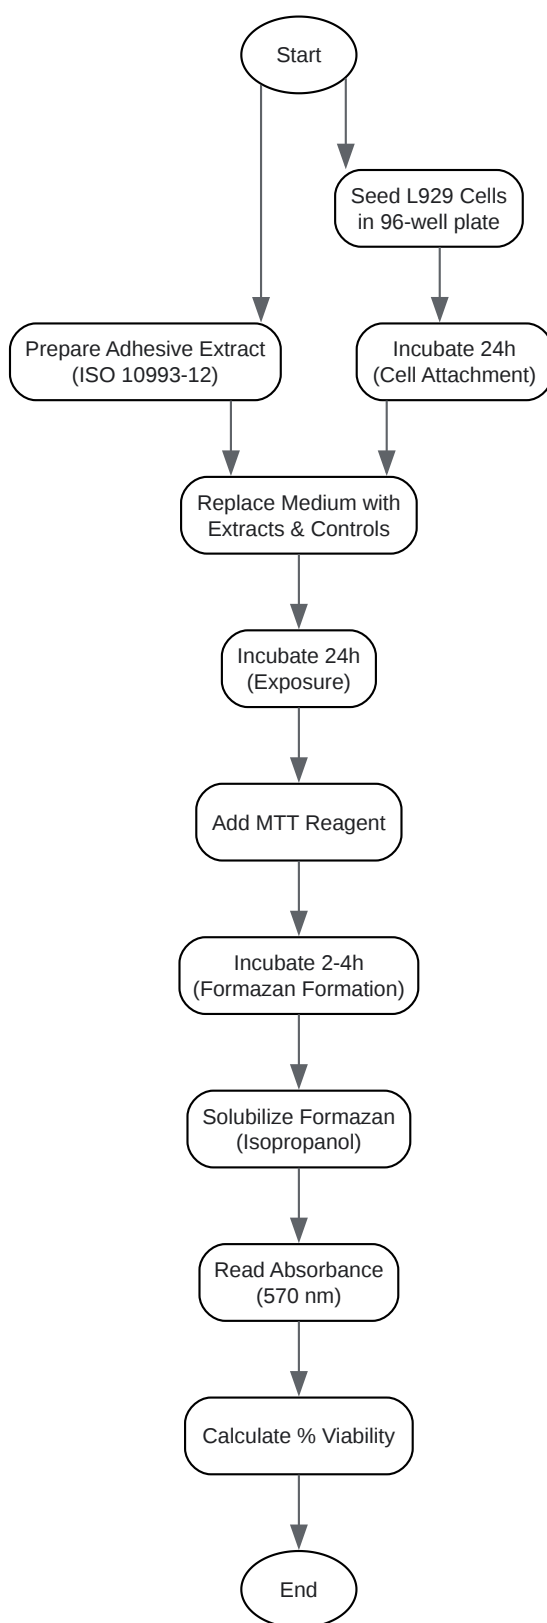 Start
Seed L929 Cells
in 96-well plate
Prepare Adhesive Extract
(ISO 10993-12)
Incubate 24h
(Cell Attachment)
Replace Medium with
Extracts & Controls
Incubate 24h
(Exposure)
Add MTT Reagent
Incubate 2-4h
(Formazan Formation)
Solubilize Formazan
(Isopropanol)
Read Absorbance
(570 nm)
Calculate % Viability
End